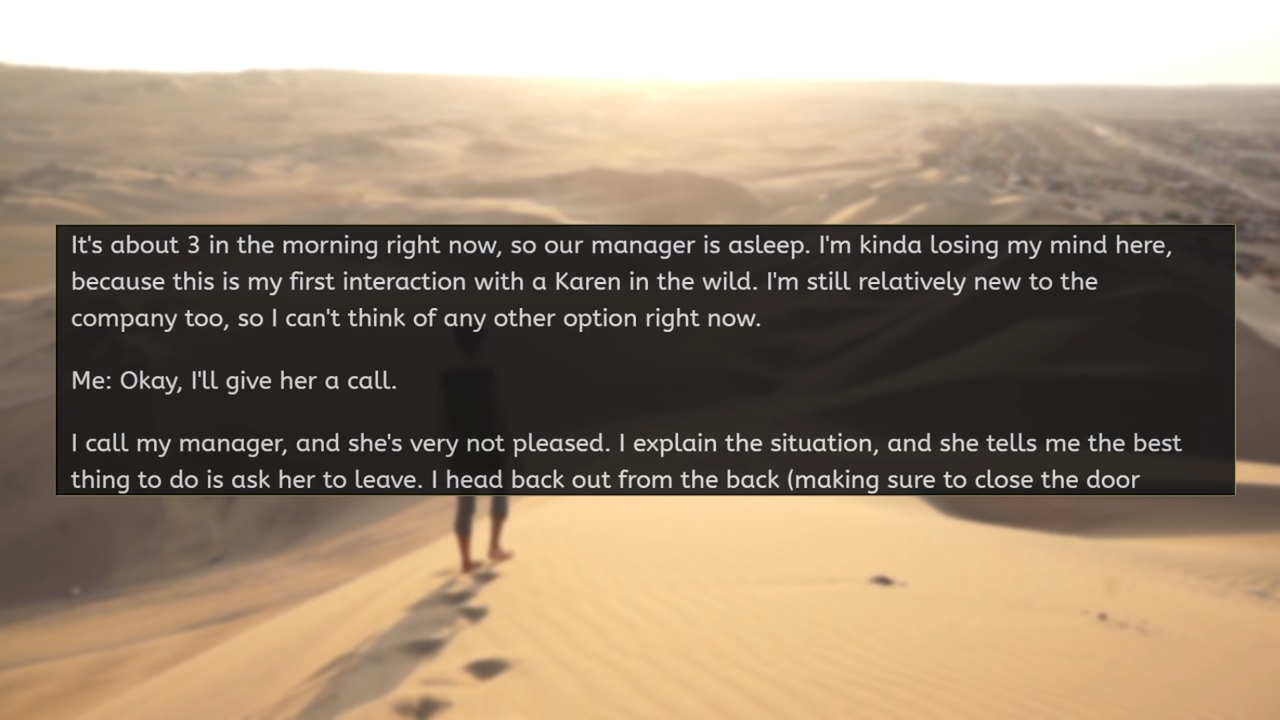 It's about 3 in the morning right now, so our manager is asleep. I'm kinda losing my mind here,
because this is my first interaction with a Karen in the wild. I'm still relatively new to the
company too, so I can't think of any other option right now.
Me: Okay, I'll give her a call.
I call my manager, and she's very not pleased. I explain the situation, and she tells me the best
thing to do is ask her to leave. I head back out from the back (making sure to close the door